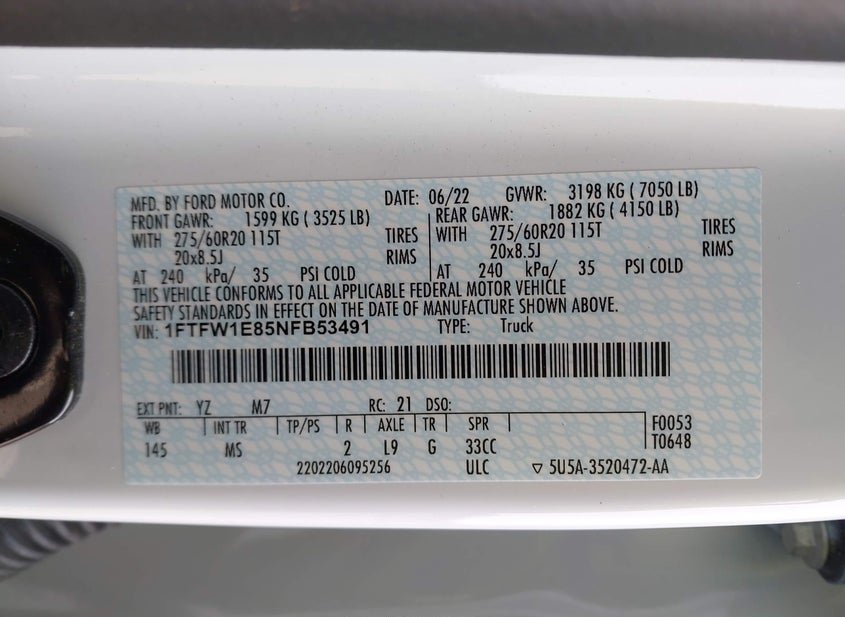 MFD. BY FORD MOTOR CO. DATE: 06/22 GVWR: 3198 KG ( 7050 LB)
FRONT GAWR: 1599 KG ( 3525 LB) REAR GAWR: 1882 KG ( 4150 LB)
WITH 275/60R20 115T TIRES WITH 275/60R20 115T TIRES
20x8.5J RIMS 20x8.5J RIMS
AT 240 kPa/ 35 PSI COLD AT 240 kPa/ 35 PSI COLD
THIS VEHICLE CONFORMS TO ALL APPLICABLE FEDERAL MOTOR VEHICLE
SAFETY STANDARDS IN EFFECT ON THE DATE OF MANUFACTURE SHOWN ABOVE.
VIN: 1FTFW1E85NFB53491 TYPE: Truck
EXT PNT: YZ M7 RC: 21 DSO:
WB INT TR TP/PS R AXLE TR SPR F0053
145 MS 2 L9 G 33CC T0648
2202206095256 ULC ▽ 5U5A-3520472-AA